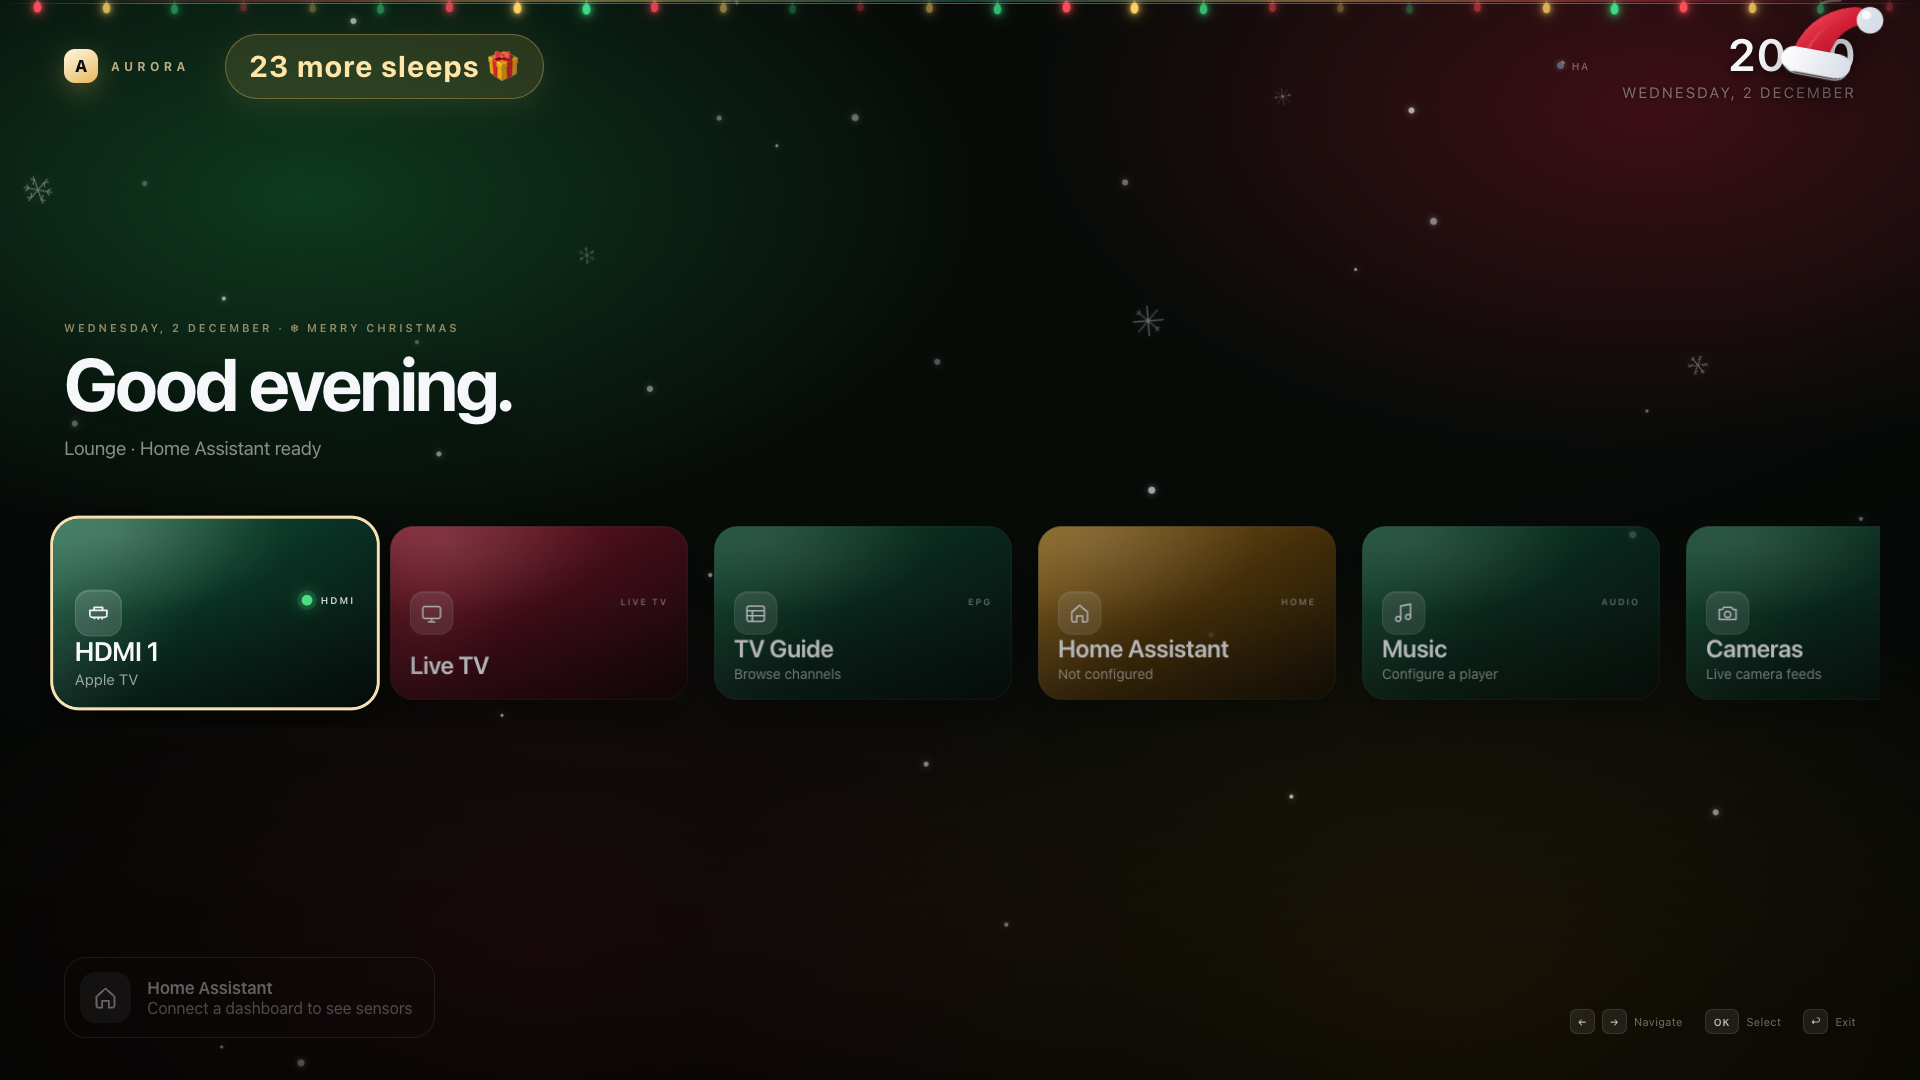 A AURORA
23 more sleeps 🎁
HA
WEDNESDAY, 2 DECEMBER
WEDNESDAY, 2 DECEMBER · ❄ MERRY CHRISTMAS
Good evening.
Lounge · Home Assistant ready
HDMI
HDMI 1
Apple TV
LIVE TV
Live TV
EPG
TV Guide
Browse channels
HOME
Home Assistant
Not configured
AUDIO
Music
Configure a player
Cameras
Live camera feeds
Home Assistant
Connect a dashboard to see sensors
← → Navigate OK Select ↩ Exit